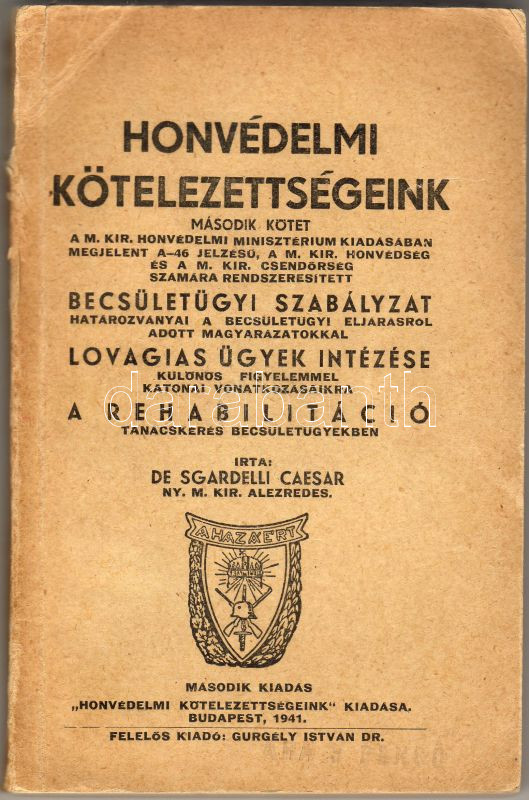 HONVÉDELMI
KÖTELEZETTSÉGEINK
MÁSODIK KÖTET
A M. KIR. HONVÉDELMI MINISZTÉRIUM KIADÁSÁBAN
MEGJELENT A-46 JELZÉSŰ, A M. KIR. HONVÉDSÉG
ÉS A M. KIR. CSENDŐRSÉG
SZÁMÁRA RENDSZERESÍTETT
BECSÜLETÜGYI SZABÁLYZAT
HATÁROZVÁNYAI A BECSÜLETÜGYI ELJÁRÁSRÓL
ADOTT MAGYARÁZATOKKAL
LOVAGIAS ÜGYEK INTÉZÉSE
KÜLÖNÖS FIGYELEMMEL
KATONAI VONATKOZÁSAIKRA
A REHABILITÁCIÓ
TANÁCSKÉRÉS BECSÜLETÜGYEKBEN
darabanth
IRTA:
DE SGARDELLI CAESAR
NY. M. KIR. ALEZREDES.
A HAZÁÉRT
MÁSODIK KIADÁS
„HONVÉDELMI KÖTELEZETTSÉGEINK" KIADÁSA.
BUDAPEST, 1941.
FELELŐS KIADÓ: GURGÉLY ISTVÁN DR.